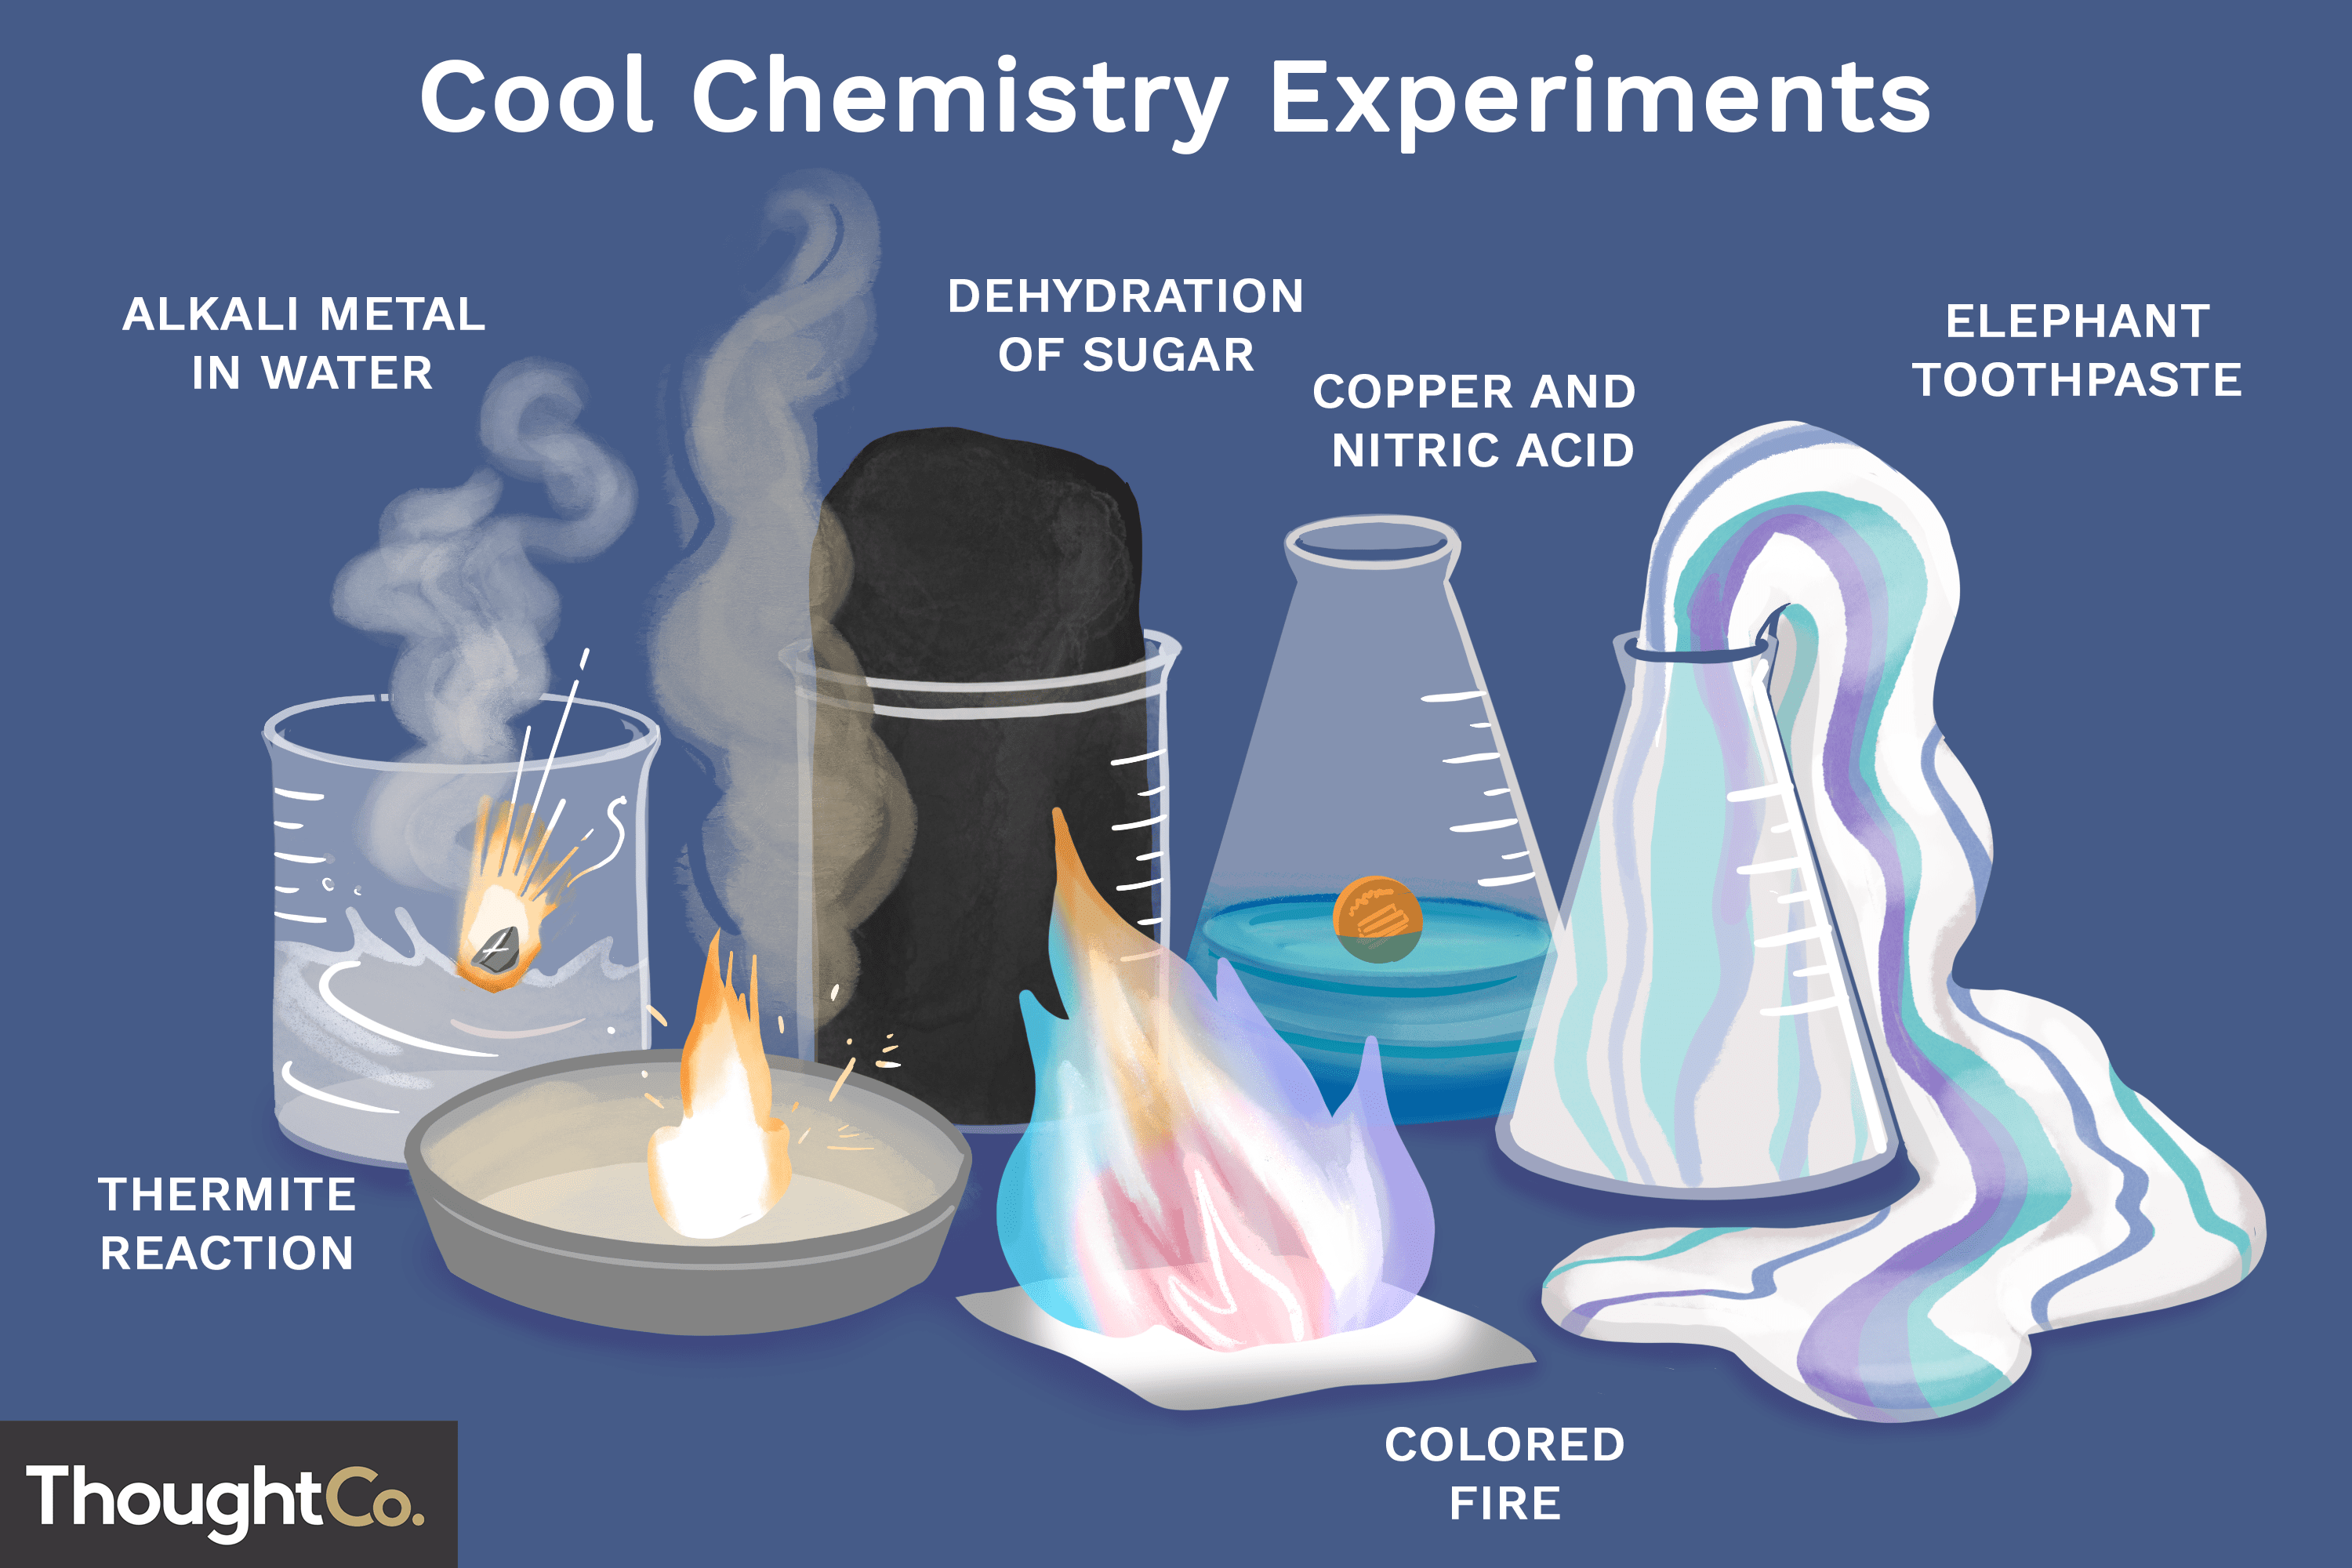 Cool Chemistry Experiments
ALKALI METAL
IN WATER
DEHYDRATION
OF SUGAR
COPPER AND
NITRIC ACID
ELEPHANT
TOOTHPASTE
THERMITE
REACTION
COLORED
FIRE
ThoughtCo.